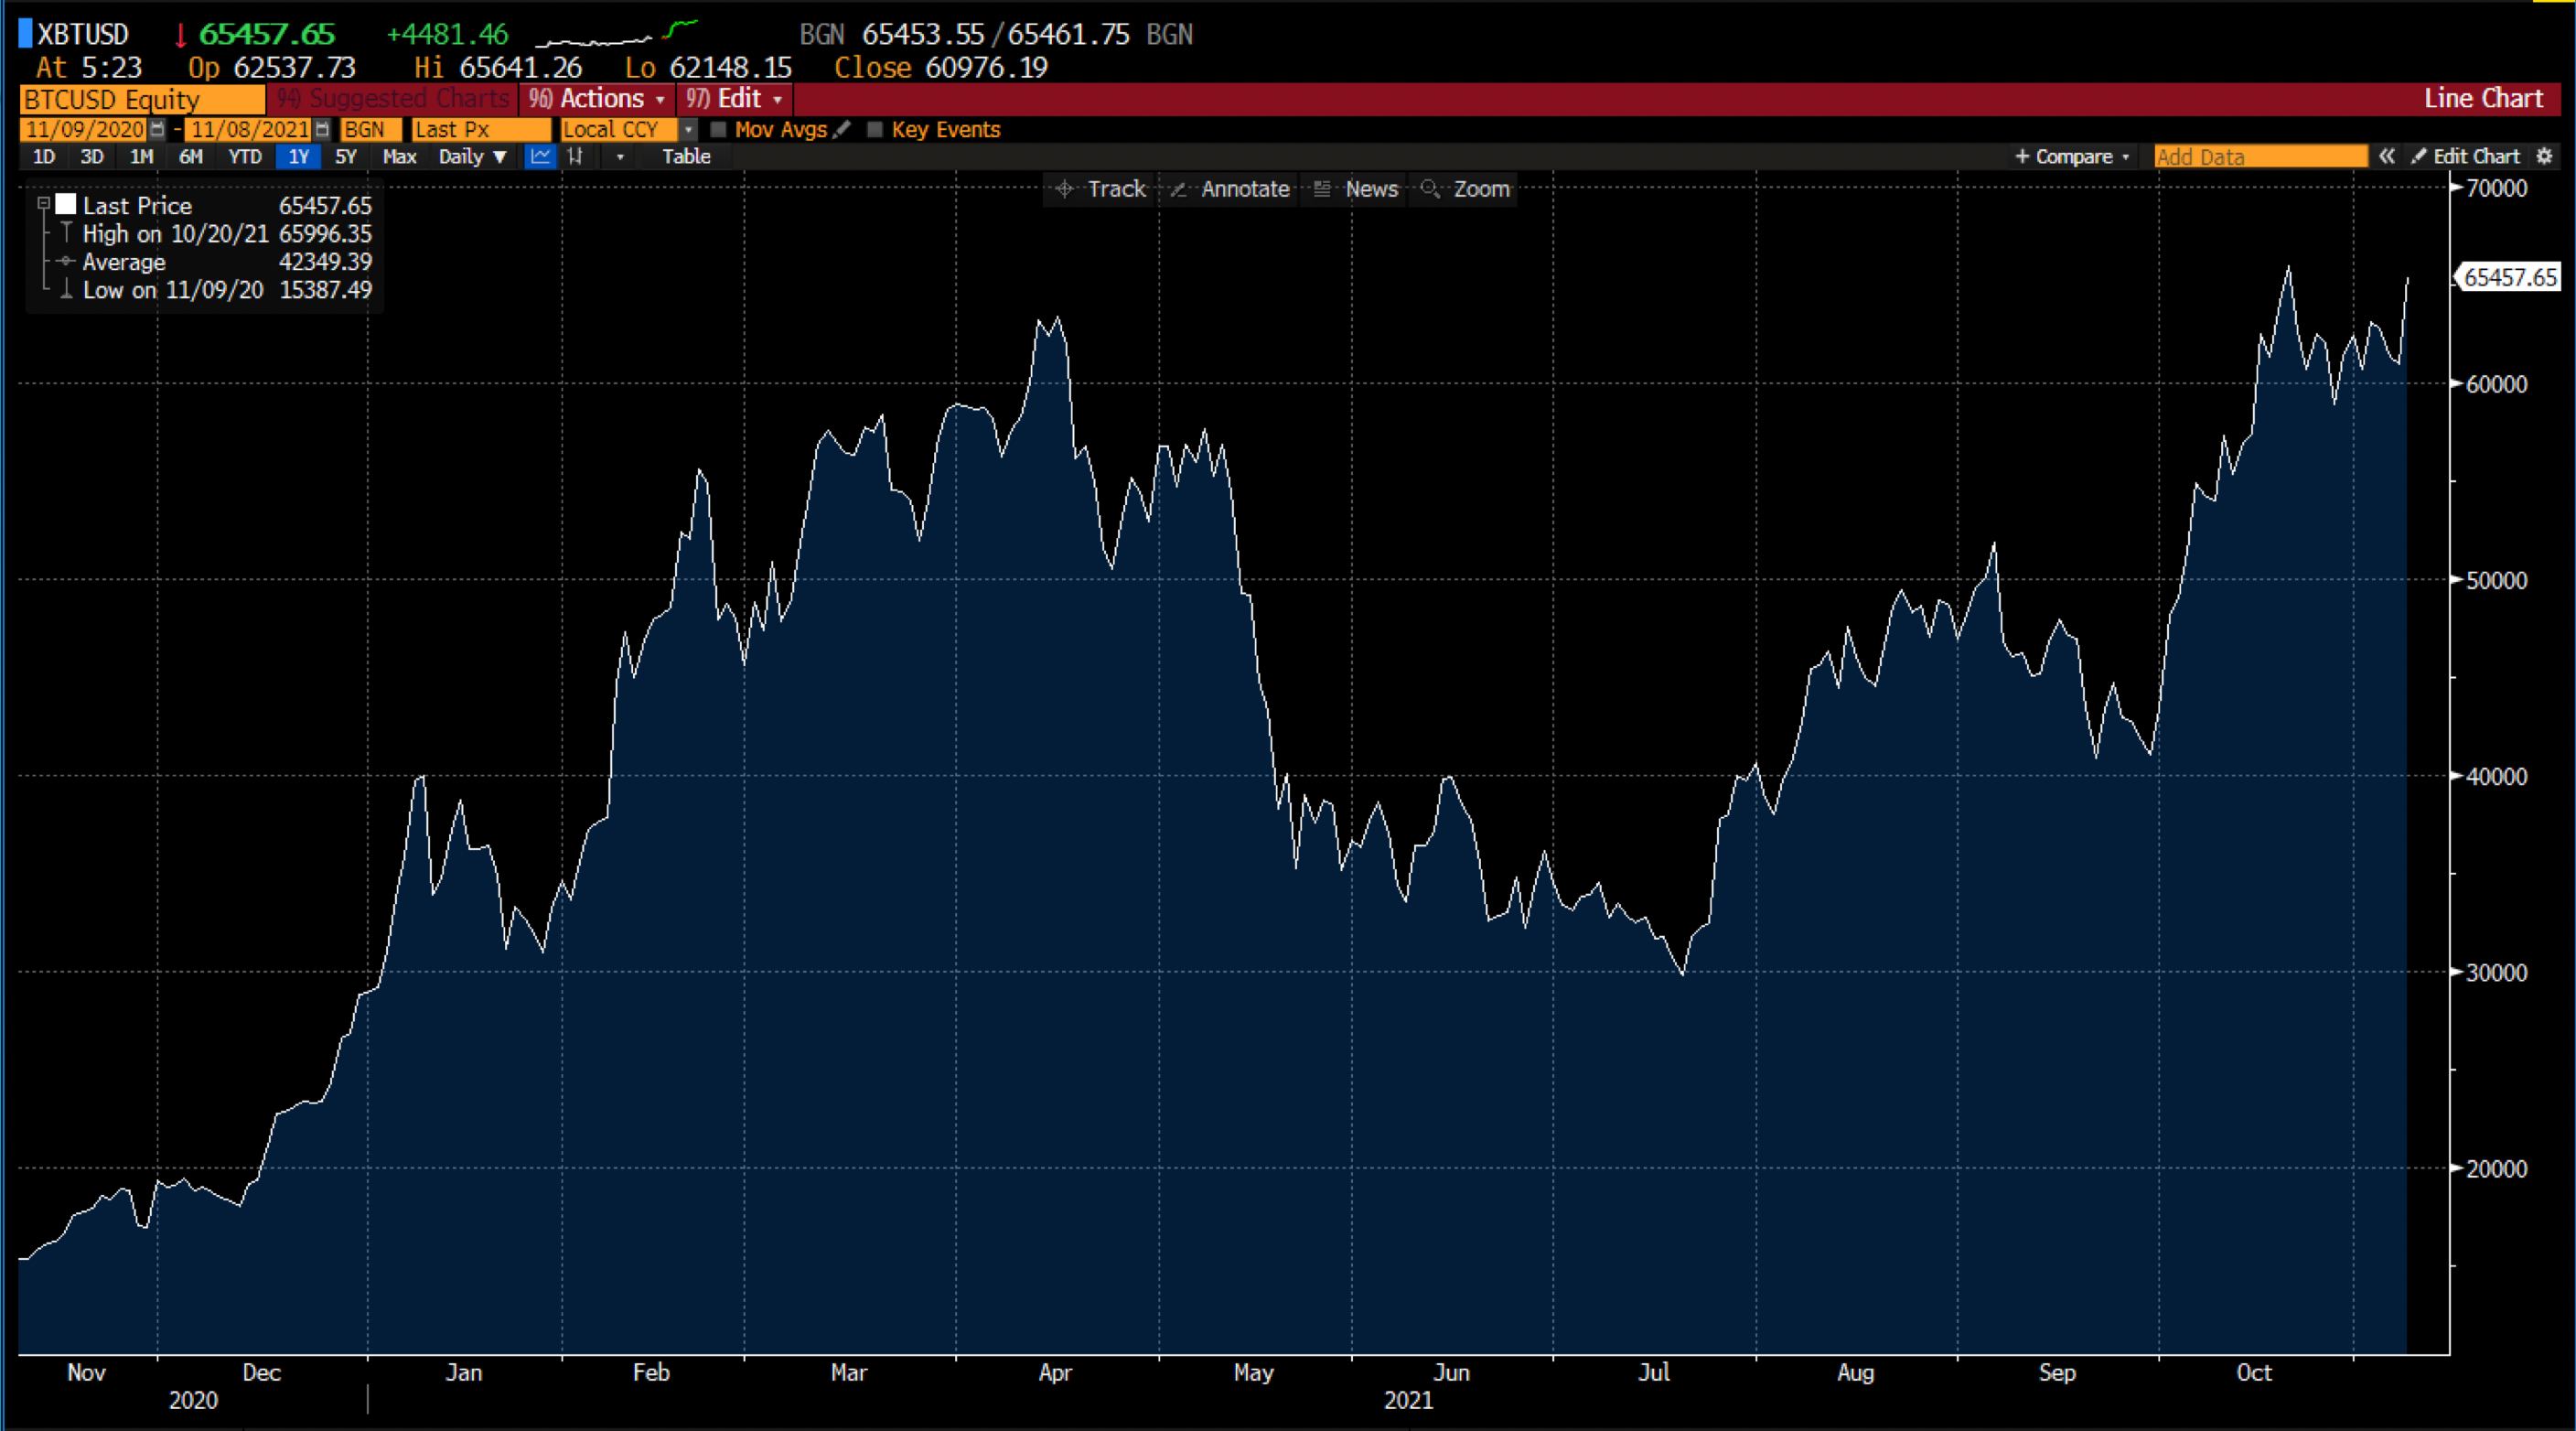 XBTUSD ↓ 65457.65 +4481.46 BGN 65453.55/65461.75 BGN
At 5:23 Op 62537.73 Hi 65641.26 Lo 62148.15 Close 60976.19
BTCUSD Equity 94) Suggested Charts 96) Actions 97) Edit Line Chart
11/09/2020 - 11/08/2021 BGN Last Px Local CCY Mov Avgs Key Events
1D 3D 1M 6M YTD 1Y 5Y Max Daily ▼ Table + Compare Add Data « Edit Chart
Track Annotate News Zoom
Last Price 65457.65
High on 10/20/21 65996.35
Average 42349.39
Low on 11/09/20 15387.49
70000
65457.65
60000
50000
40000
30000
20000
Nov Dec Jan Feb Mar Apr May Jun Jul Aug Sep Oct
2020 2021